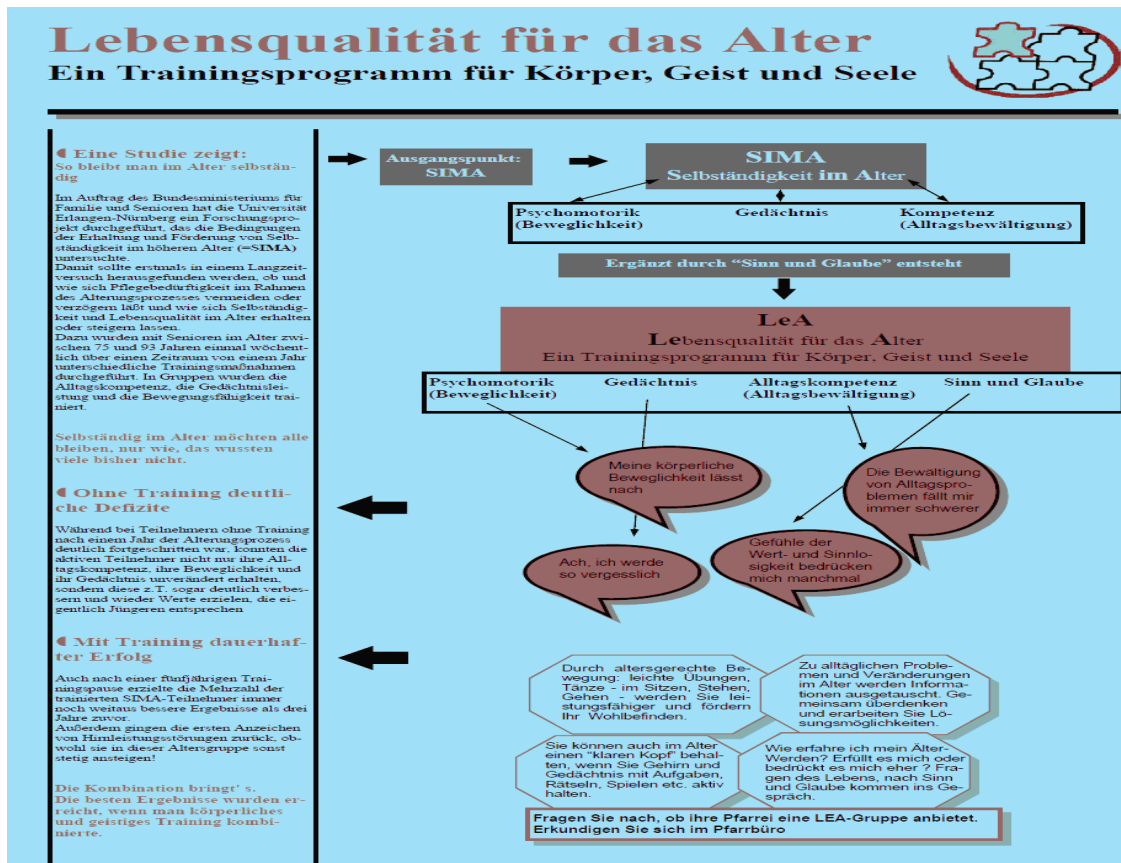 Lebensqualität für das Alter
Ein Trainingsprogramm für Körper, Geist und Seele
Eine Studie zeigt:
So bleibt man im Alter selbstän-
dig
Im Auftrag des Bundesministeriums für
Familie und Senioren hat die Universität
Erlangen-Nürnberg ein Forschungspro-
jekt durchgeführt, das die Bedingungen
der Erhaltung und Förderung von Selb-
ständigkeit im höheren Alter (=SIMA)
untersuchte.
Damit sollte erstmals in einem Langzeit-
versuch herausgefunden werden, ob und
wie sich Pflegebedürftigkeit im Rahmen
des Alterungsprozesses vermeiden oder
verzögern läßt und wie sich Selbständig-
keit und Lebensqualität im Alter erhalten
oder steigern lassen.
Dazu wurden mit Senioren im Alter zwi-
schen 75 und 93 Jahren einmal wöchent-
lich über einen Zeitraum von einem Jahr
unterschiedliche Trainingsmaßnahmen
durchgeführt. In Gruppen wurden die
Alltagskompetenz, die Gedächtnislei-
stung und die Bewegungsfähigkeit trai-
niert.
Selbständig im Alter möchten alle
bleiben, nur wie, das wussten
viele bisher nicht.
Ohne Training deutli-
che Defizite
Während bei Teilnehmern ohne Training
nach einem Jahr der Alterungsprozess
deutlich fortgeschritten war, konnten die
aktiven Teilnehmer nicht nur ihre All-
tagskompetenz, ihre Beweglichkeit und
ihr Gedächtnis unverändert erhalten,
sondern diese z.T. sogar deutlich verbes-
sern und wieder Werte erzielen, die ei-
gentlich Jüngeren entsprechen
Mit Training dauerhaf-
ter Erfolg
Auch nach einer fünfjährigen Trai-
ningspause erzielte die Mehrzahl der
trainierten SIMA-Teilnehmer immer
noch weitaus bessere Ergebnisse als drei
Jahre zuvor.
Außerdem gingen die ersten Anzeichen
von Hirnleistungsstörungen zurück, ob-
wohl sie in dieser Altersgruppe sonst
stetig ansteigen!
Die Kombination bringt' s.
Die besten Ergebnisse wurden er-
reicht, wenn man körperliches
und geistiges Training kombi-
nierte.
Ausgangspunkt:
SIMA
SIMA
Selbständigkeit im Alter
Psychomotorik
(Beweglichkeit)
Gedächtnis
Kompetenz
(Alltagsbewältigung)
Ergänzt durch "Sinn und Glaube" entsteht
LeA
Lebensqualität für das Alter
Ein Trainingsprogramm für Körper, Geist und Seele
Psychomotorik
(Beweglichkeit)
Gedächtnis
Alltagskompetenz
(Alltagsbewältigung)
Sinn und Glaube
Meine körperliche
Beweglichkeit lässt
nach
Die Bewältigung
von Alltagspro-
blemen fällt mir
immer schwerer
Ach, ich werde
so vergesslich
Gefühle der
Wert- und Sinnlo-
sigkeit bedrücken
mich manchmal
Durch altersgerechte Be-
wegung: leichte Übungen,
Tänze - im Sitzen, Stehen,
Gehen - werden Sie lei-
stungsfähiger und fördern
Ihr Wohlbefinden.
Zu alltäglichen Proble-
men und Veränderungen
im Alter werden Informa-
tionen ausgetauscht. Ge-
meinsam überdenken
und erarbeiten Sie Lö-
sungsmöglichkeiten.
Sie können auch im Alter
einen "klaren Kopf" behal-
ten, wenn Sie Gehirn und
Gedächtnis mit Aufgaben,
Rätseln, Spielen etc. aktiv
halten.
Wie erfahre ich mein Älter-
Werden? Erfüllt es mich oder
bedrückt es mich eher ? Fra-
gen des Lebens, nach Sinn
und Glaube kommen ins Ge-
spräch.
Fragen Sie nach, ob ihre Pfarrei eine LEA-Gruppe anbietet.
Erkundigen Sie sich im Pfarrbüro